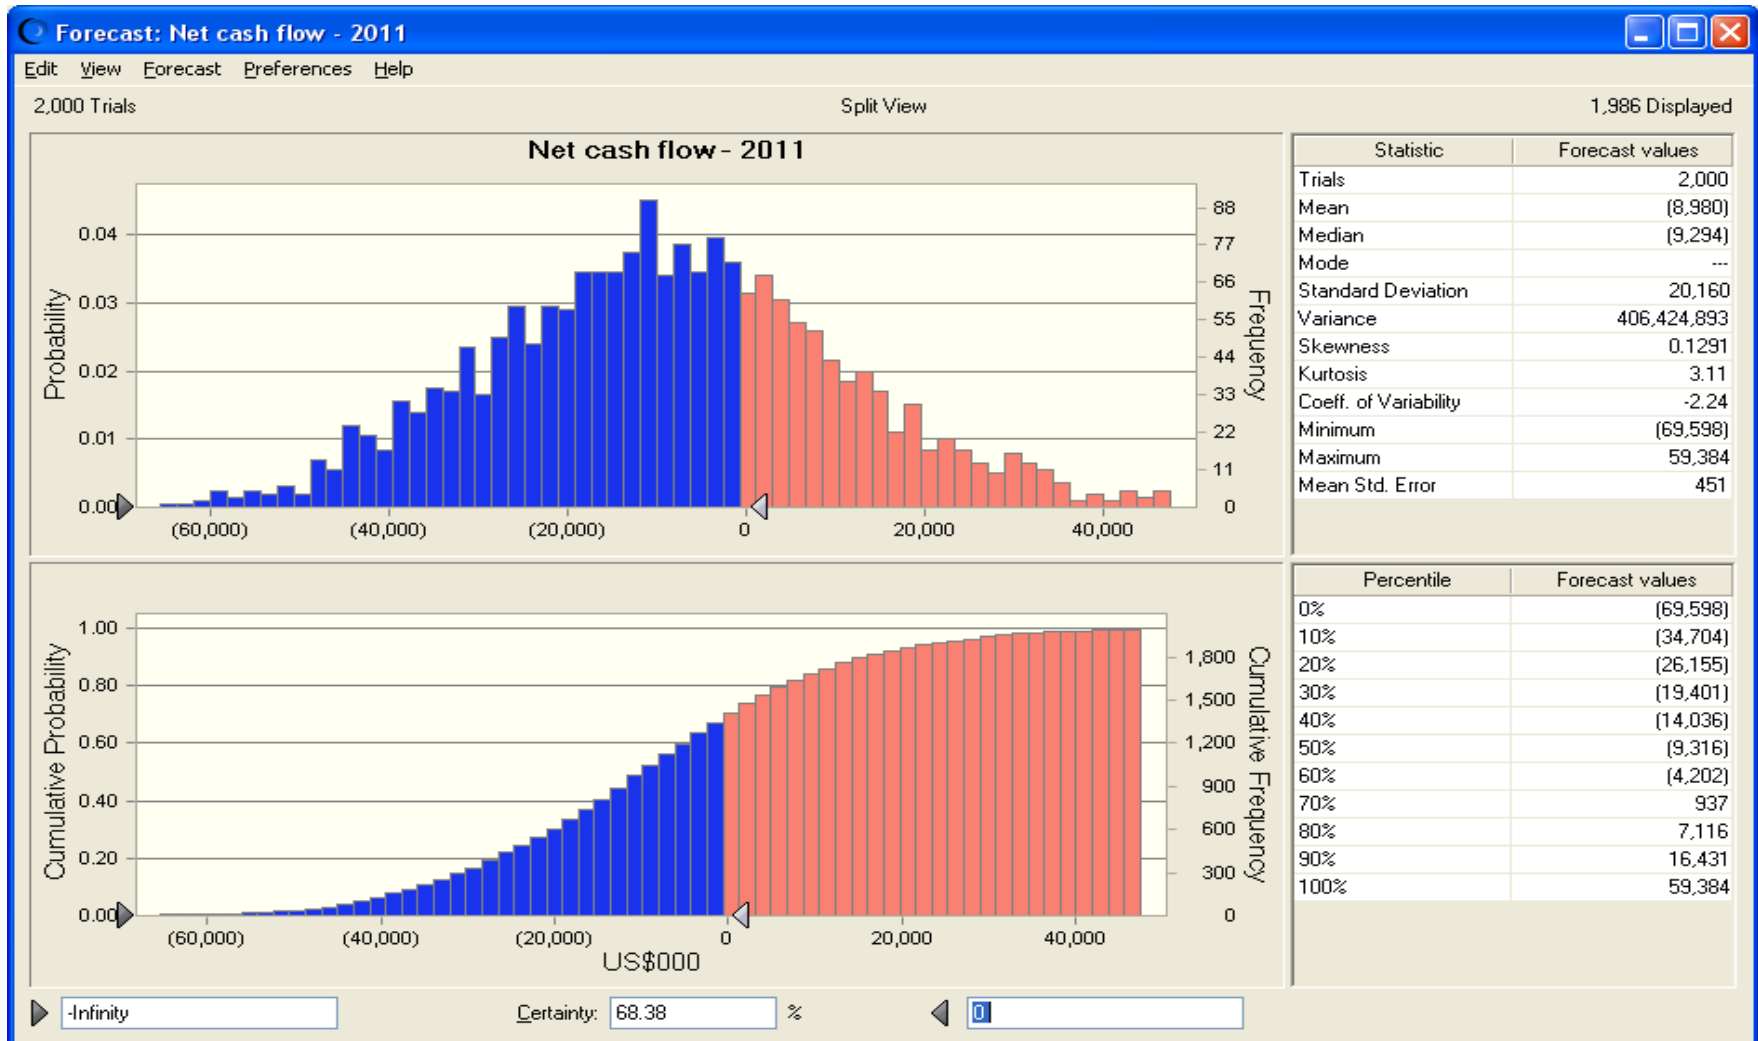 Forecast: Net cash flow - 2011
Edit View Forecast Preferences Help
2,000 Trials Split View 1,986 Displayed
Net cash flow - 2011
Probability
0.04
0.03
0.02
0.01
0.00
88
77
66
55
44
33
22
11
0
Frequency
(60,000) (40,000) (20,000) 0 20,000 40,000
Statistic Forecast values
Trials 2,000
Mean (8,980)
Median (9,294)
Mode ---
Standard Deviation 20,160
Variance 406,424,893
Skewness 0.1291
Kurtosis 3.11
Coeff. of Variability -2.24
Minimum (69,598)
Maximum 59,384
Mean Std. Error 451
Cumulative Probability
1.00
0.80
0.60
0.40
0.20
0.00
1,800
1,500
1,200
900
600
300
0
Cumulative Frequency
(60,000) (40,000) (20,000) 0 20,000 40,000
US$000
Percentile Forecast values
0% (69,598)
10% (34,704)
20% (26,155)
30% (19,401)
40% (14,036)
50% (9,316)
60% (4,202)
70% 937
80% 7,116
90% 16,431
100% 59,384
-Infinity Certainty: 68.38 % 0